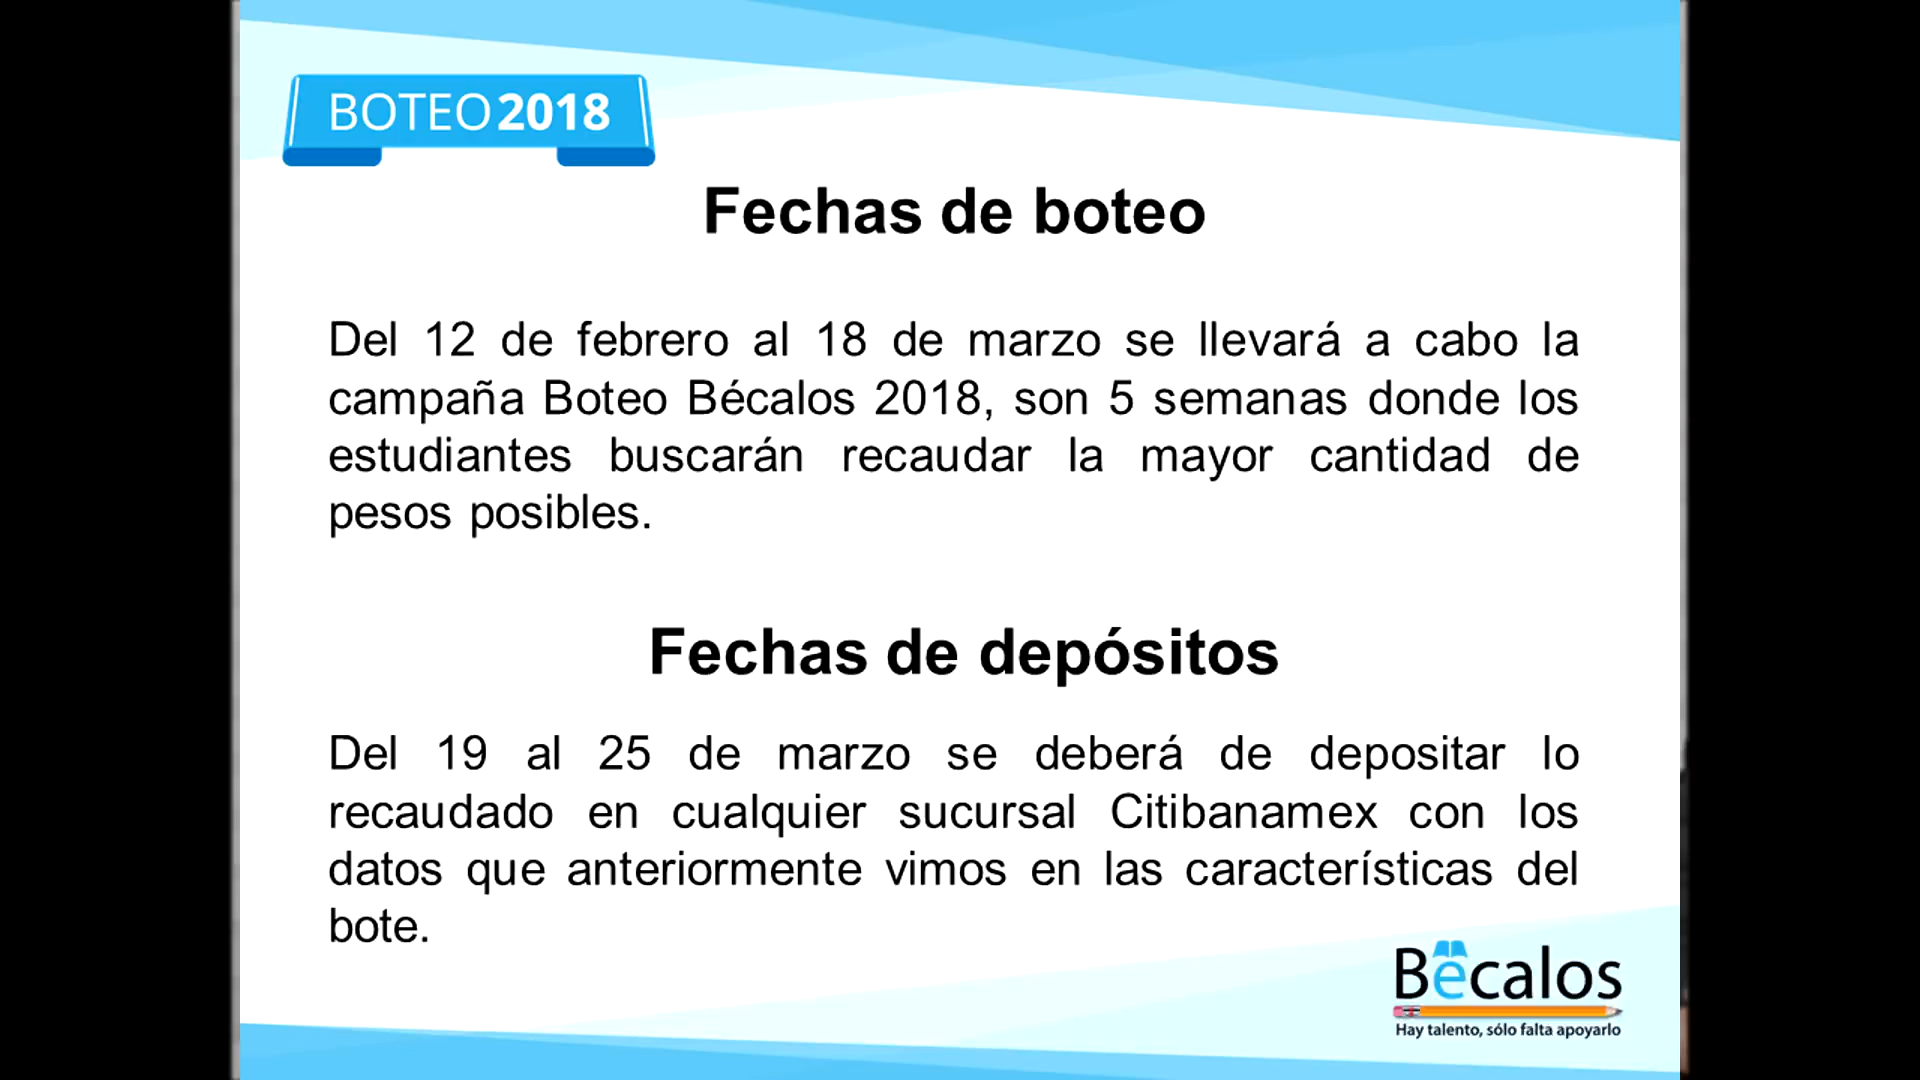 BOTEO 2018
Fechas de boteo
Del 12 de febrero al 18 de marzo se llevará a cabo la
campaña Boteo Bécalos 2018, son 5 semanas donde los
estudiantes buscarán recaudar la mayor cantidad de
pesos posibles.
Fechas de depósitos
Del 19 al 25 de marzo se deberá de depositar lo
recaudado en cualquier sucursal Citibanamex con los
datos que anteriormente vimos en las características del
bote.
Bécalos
Hay talento, sólo falta apoyarlo